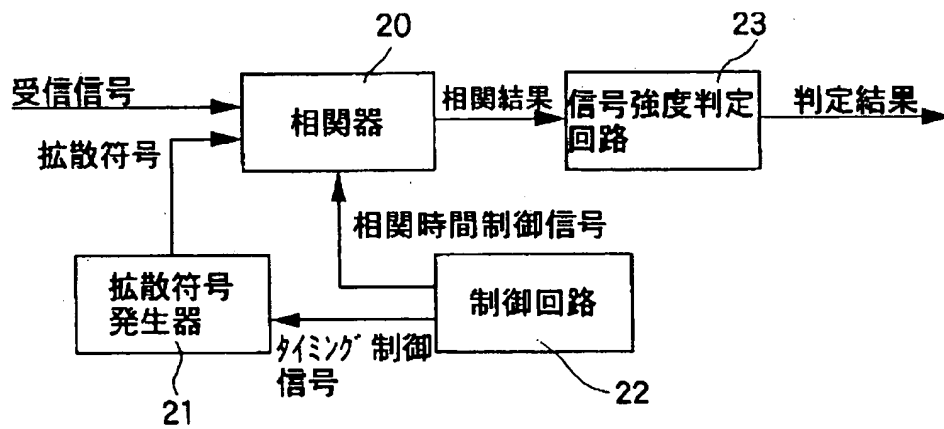 20
23
受信信号
相関器
相関結果
信号強度判定
回路
判定結果
拡散符号
相関時間制御信号
拡散符号
発生器
制御回路
ﾀｲﾐﾝｸﾞ制御
信号
21
22